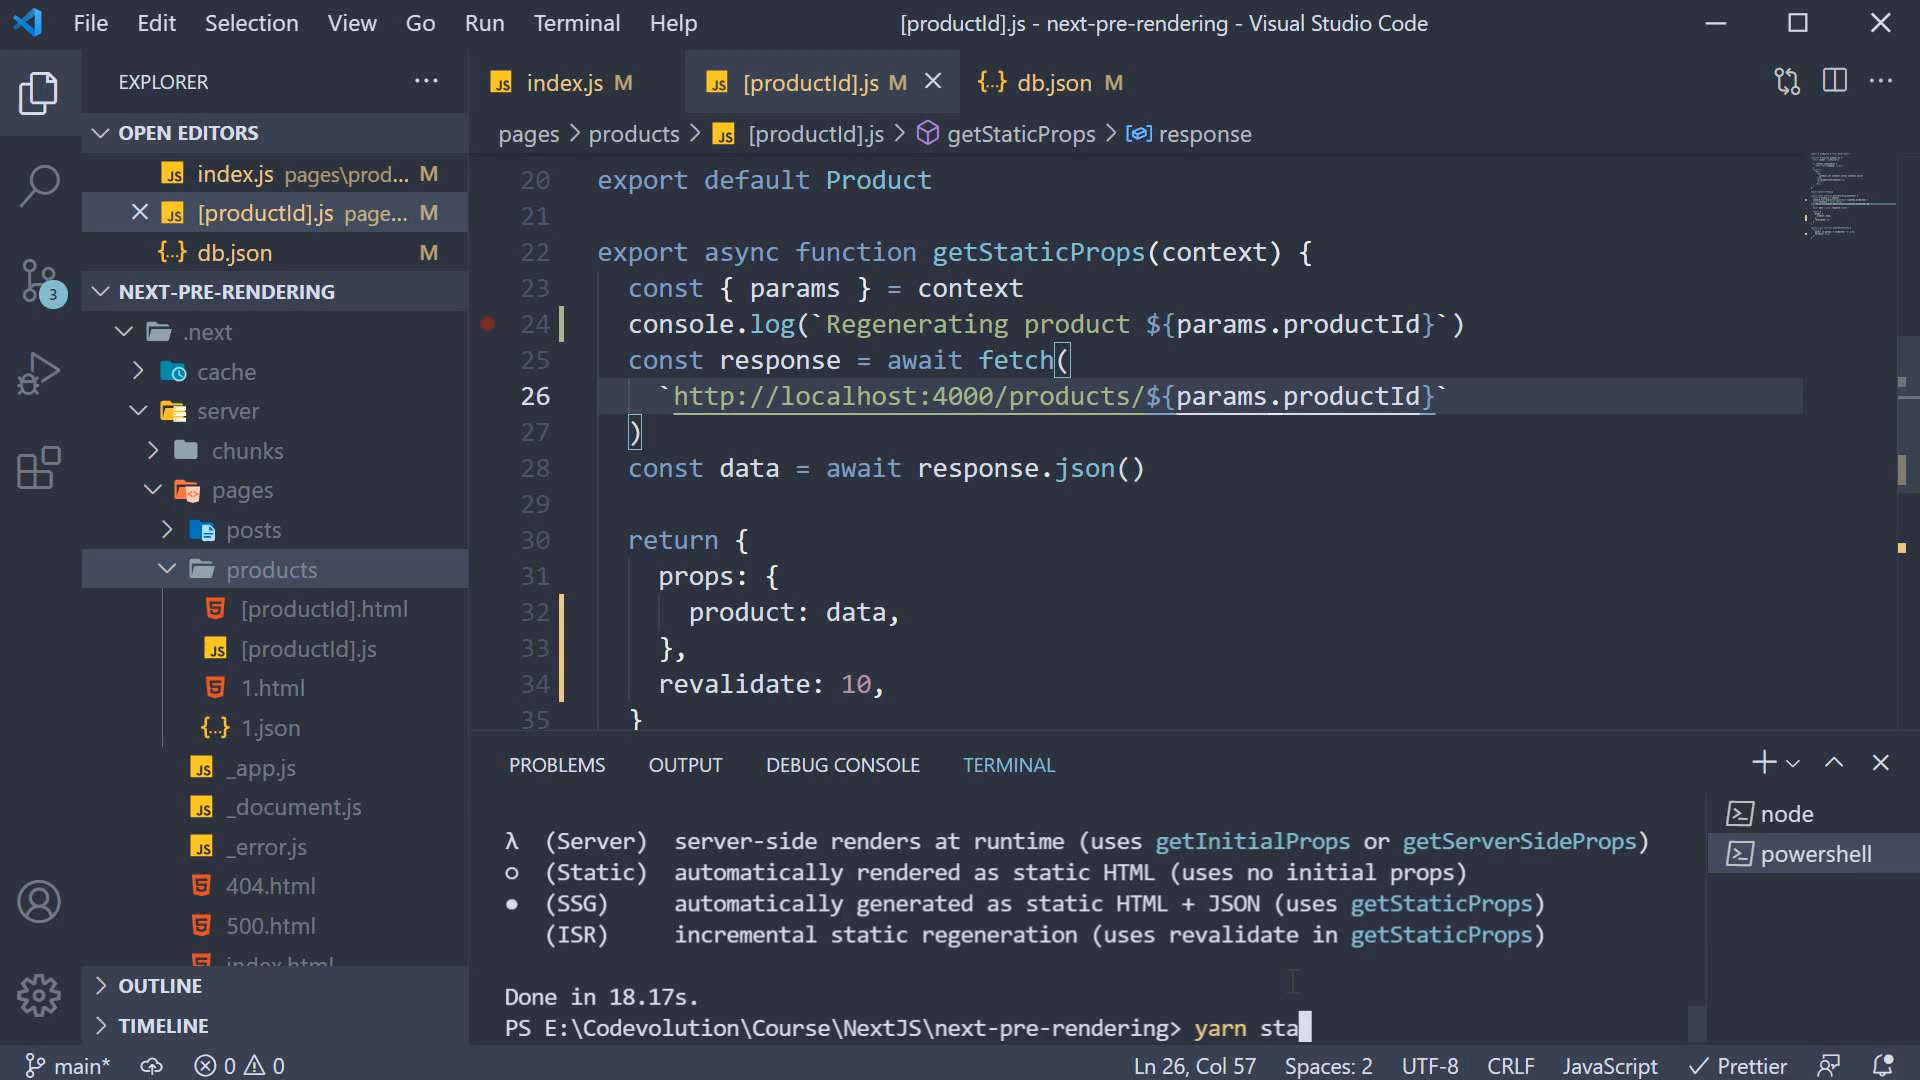 File Edit Selection View Go Run Terminal Help
[productId].js - next-pre-rendering - Visual Studio Code
EXPLORER
index.js M
[productId].js M
{..} db.json M
OPEN EDITORS
pages > products > [productId].js > getStaticProps > response
index.js pages\prod... M
[productId].js page... M
{..} db.json M
NEXT-PRE-RENDERING
.next
cache
server
chunks
pages
posts
products
[productId].html
[productId].js
1.html
{..} 1.json
_app.js
_document.js
_error.js
404.html
500.html
index.html
OUTLINE
TIMELINE
3
20 export default Product
21
22 export async function getStaticProps(context) {
23 const { params } = context
24 console.log(`Regenerating product ${params.productId}`)
25 const response = await fetch(
26 `http://localhost:4000/products/${params.productId}`
27 )
28 const data = await response.json()
29
30 return {
31 props: {
32 product: data,
33 },
34 revalidate: 10,
35 }
PROBLEMS OUTPUT DEBUG CONSOLE TERMINAL
node
powershell
λ (Server) server-side renders at runtime (uses getInitialProps or getServerSideProps)
○ (Static) automatically rendered as static HTML (uses no initial props)
● (SSG) automatically generated as static HTML + JSON (uses getStaticProps)
(ISR) incremental static regeneration (uses revalidate in getStaticProps)
Done in 18.17s.
PS E:\Codevolution\Course\NextJS\next-pre-rendering> yarn sta
main* 0 0 Ln 26, Col 57 Spaces: 2 UTF-8 CRLF JavaScript Prettier